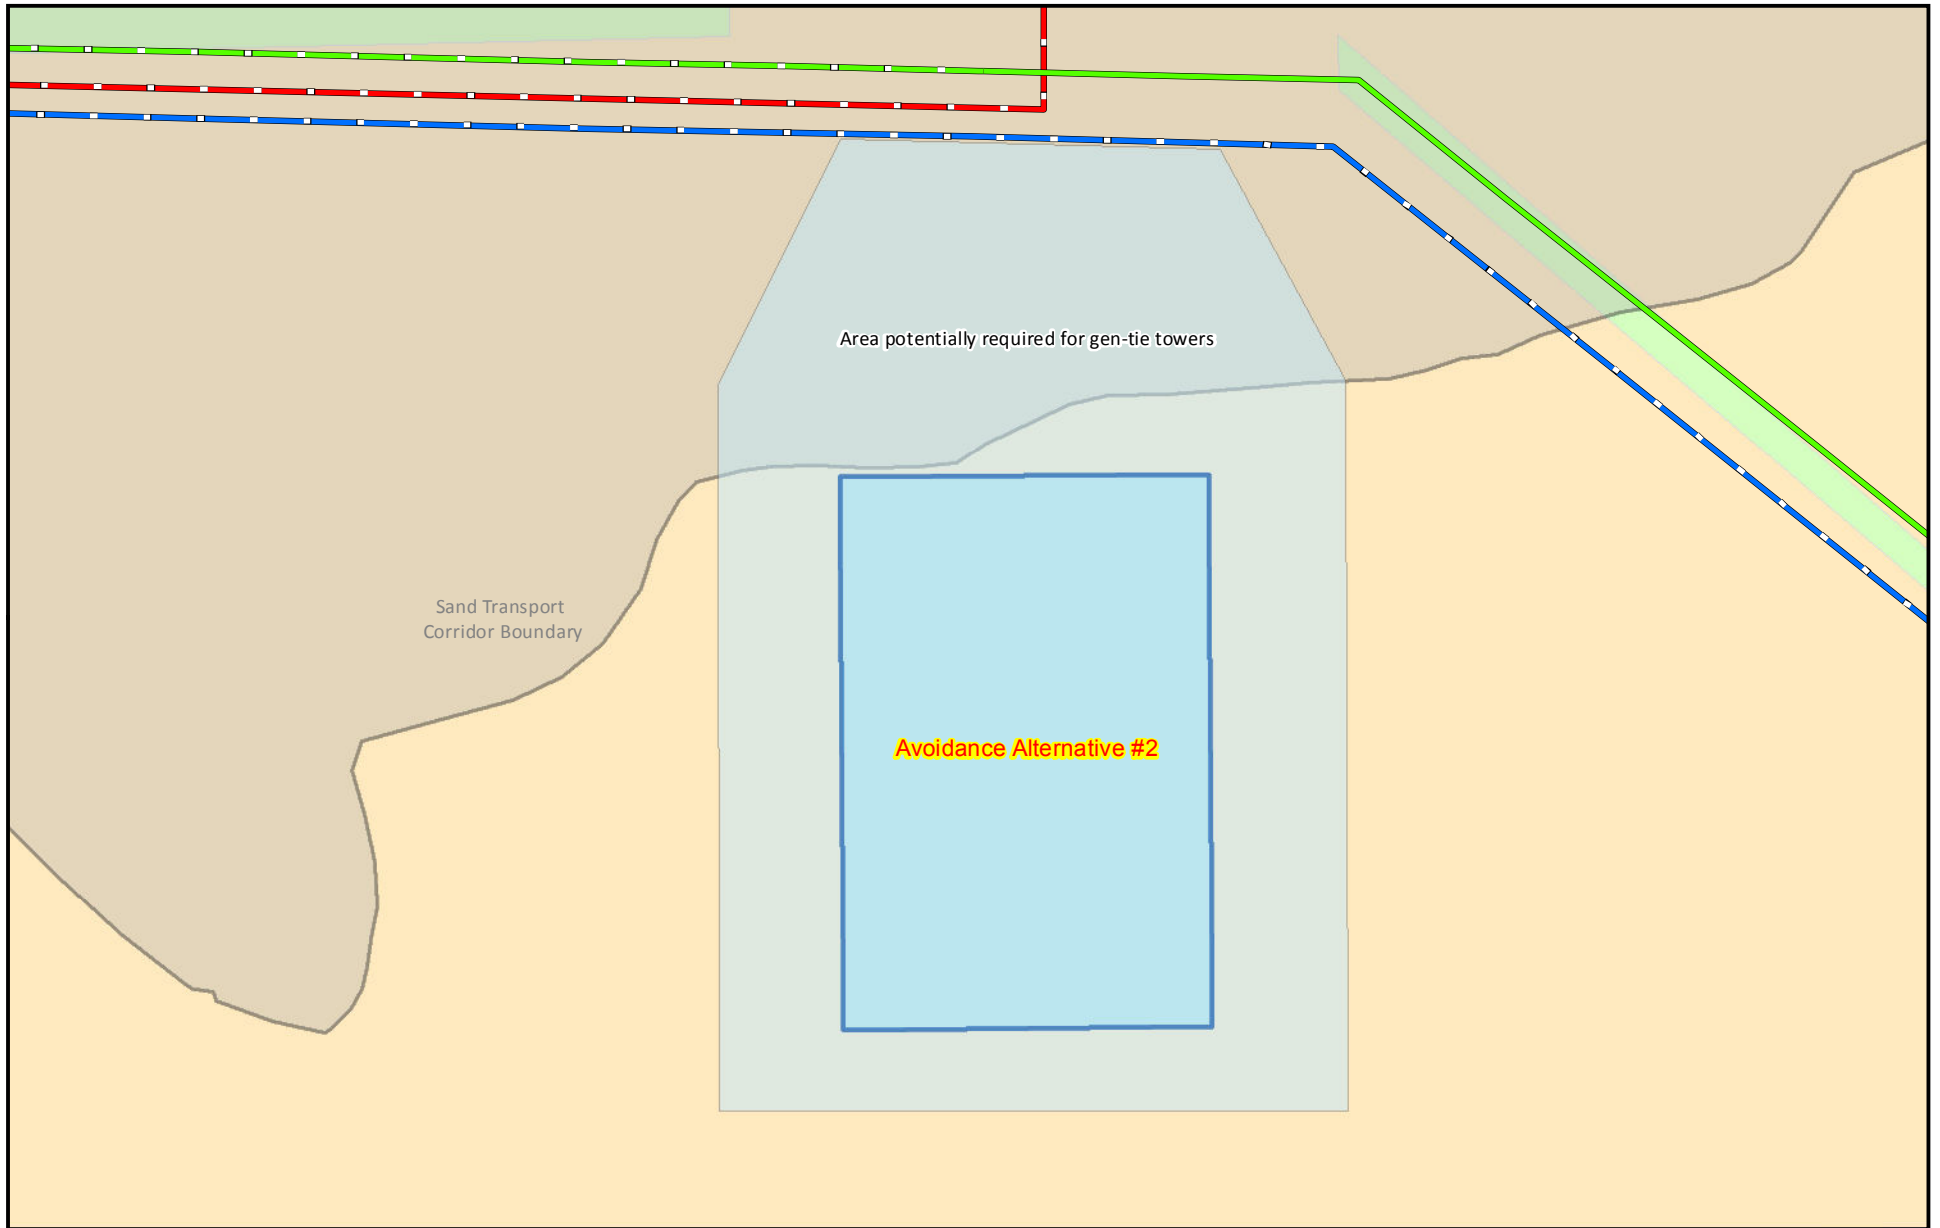 Area potentially required for gen-tie towers
Sand Transport
Corridor Boundary
Avoidance Alternative #2